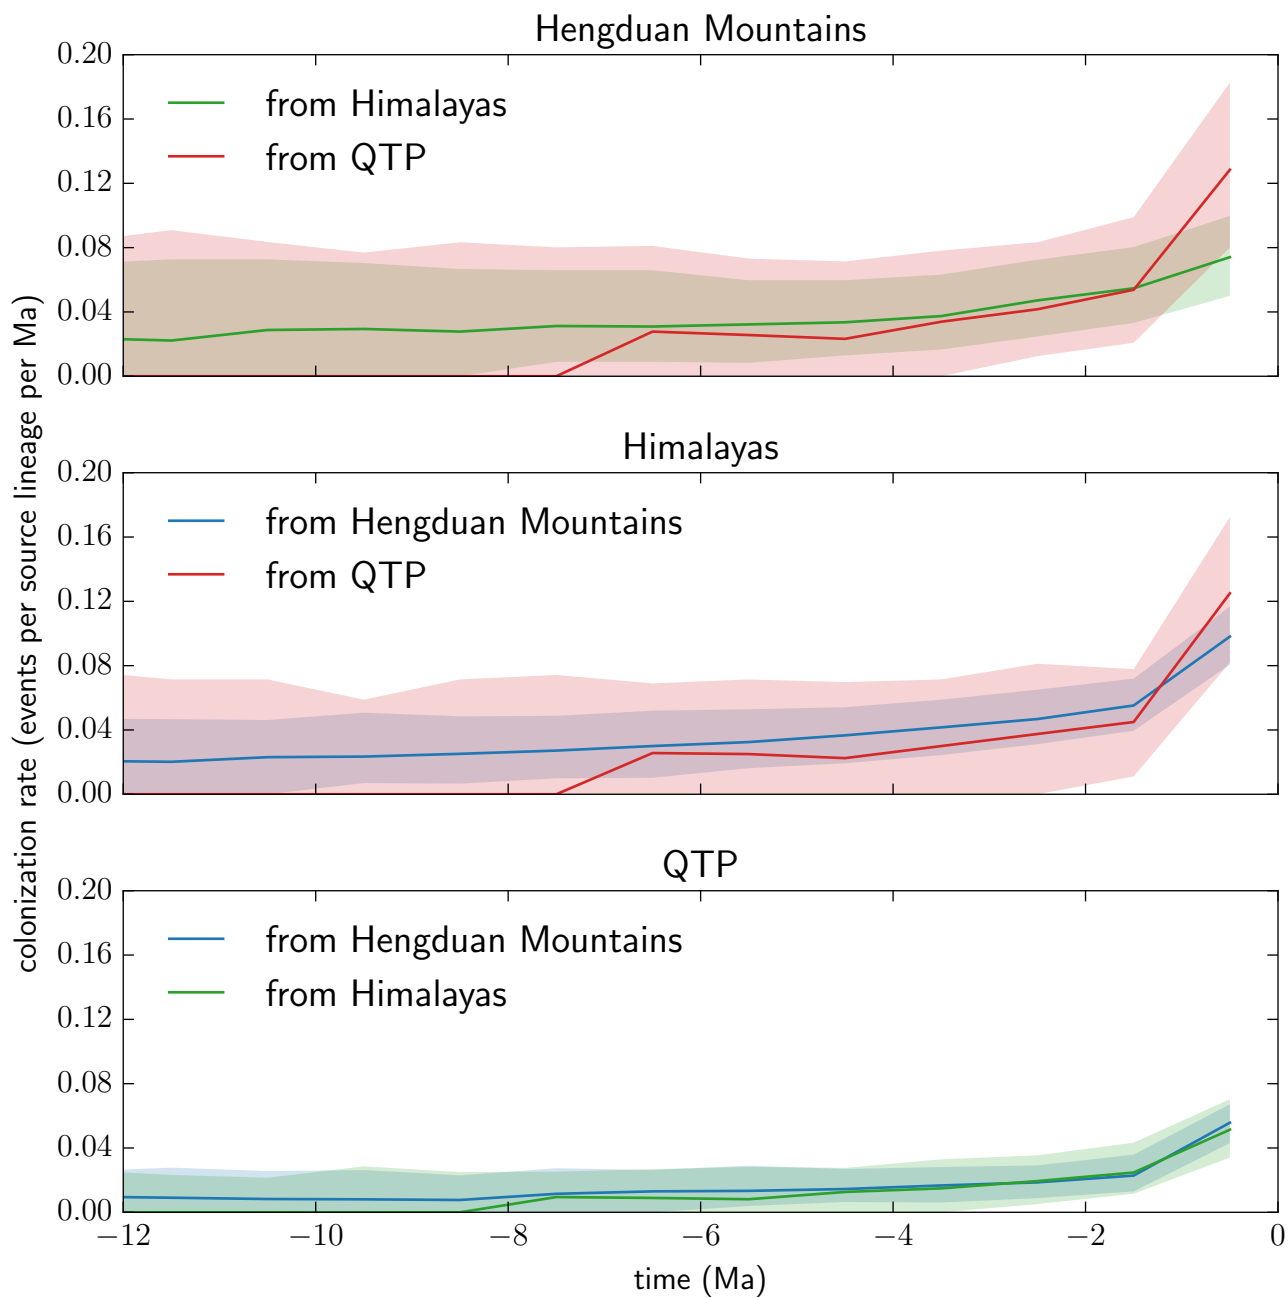 Hengduan Mountains
0.20
0.16
0.12
0.08
0.04
0.00
from Himalayas
from QTP
colonization rate (events per source lineage per Ma)
Himalayas
0.20
0.16
0.12
0.08
0.04
0.00
from Hengduan Mountains
from QTP
QTP
0.20
0.16
0.12
0.08
0.04
0.00
from Hengduan Mountains
from Himalayas
−12 −10 −8 −6 −4 −2 0
time (Ma)